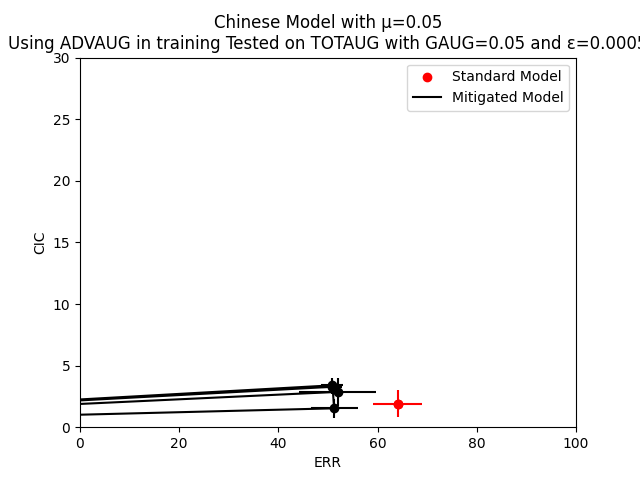 Chinese Model with μ=0.05
Using ADVAUG in training Tested on TOTAUG with GAUG=0.05 and ε=0.0005
30
25
20
15
10
5
0
CIC
Standard Model
Mitigated Model
0 20 40 60 80 100
ERR